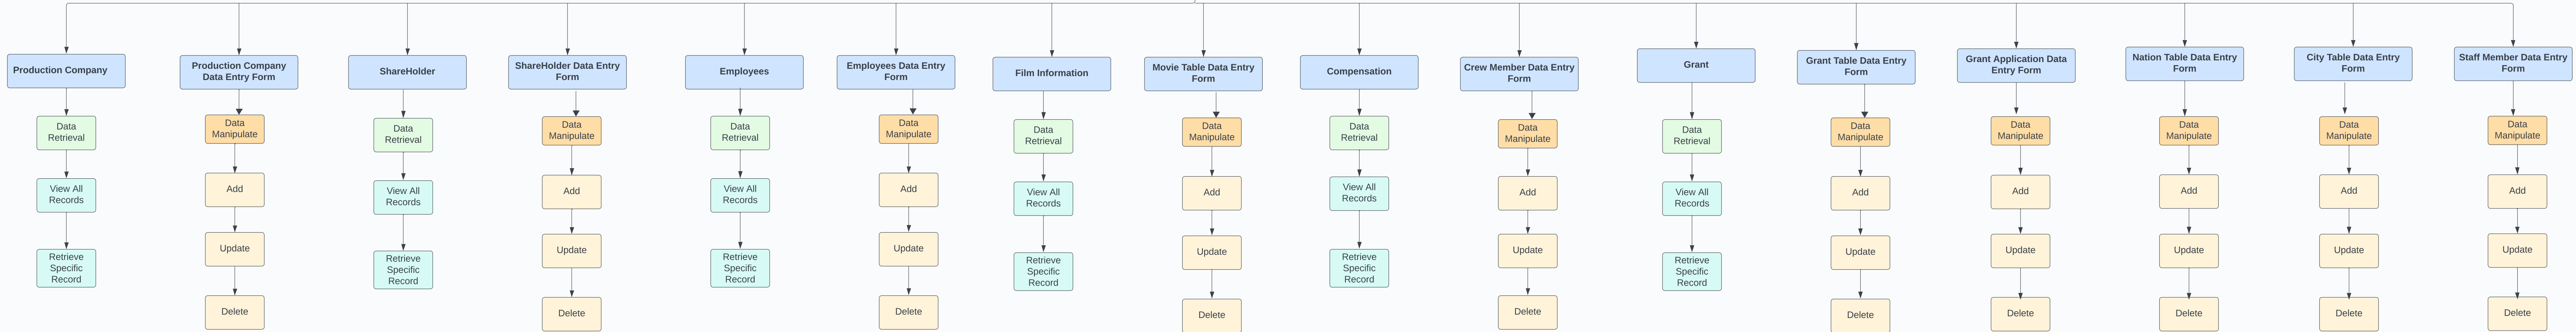 Production Company
Production Company
Data Entry Form
ShareHolder
ShareHolder Data Entry
Form
Employees
Employees Data Entry
Form
Film Information
Movie Table Data Entry
Form
Compensation
Crew Member Data Entry
Form
Grant
Grant Table Data Entry
Form
Grant Application Data
Entry Form
Nation Table Data Entry
Form
City Table Data Entry
Form
Staff Member Data Entry
Form
Data
Retrieval
Data
Manipulate
Data
Retrieval
Data
Manipulate
Data
Retrieval
Data
Manipulate
Data
Retrieval
Data
Manipulate
Data
Retrieval
Data
Manipulate
Data
Retrieval
Data
Manipulate
Data
Manipulate
Data
Manipulate
Data
Manipulate
Data
Manipulate
View All
Records
Add
View All
Records
Add
View All
Records
Add
View All
Records
Add
View All
Records
Add
View All
Records
Add
Add
Add
Add
Add
Retrieve
Specific
Record
Update
Retrieve
Specific
Record
Update
Retrieve
Specific
Record
Update
Retrieve
Specific
Record
Update
Retrieve
Specific
Record
Update
Retrieve
Specific
Record
Update
Update
Update
Update
Update
Delete
Delete
Delete
Delete
Delete
Delete
Delete
Delete
Delete
Delete